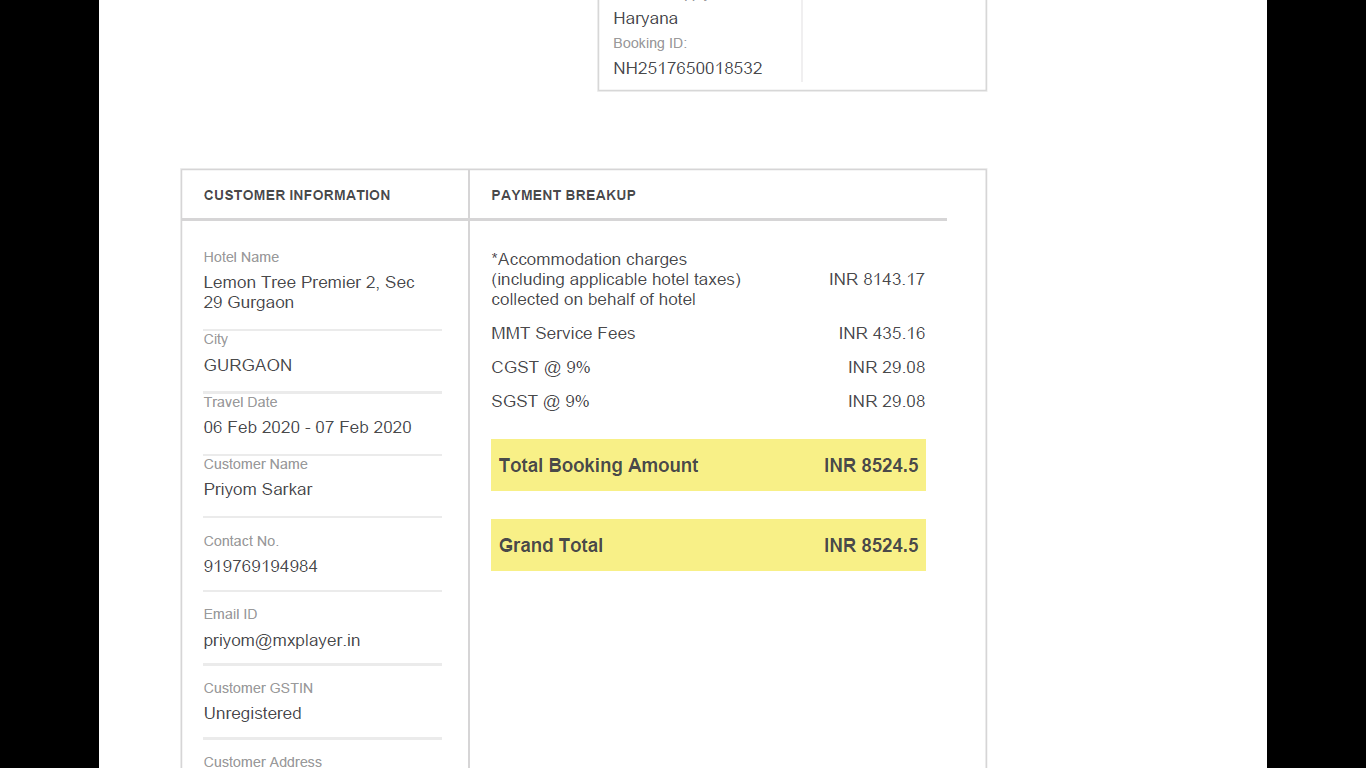 Haryana
Booking ID:
NH2517650018532
CUSTOMER INFORMATION
PAYMENT BREAKUP
Hotel Name
Lemon Tree Premier 2, Sec
29 Gurgaon
City
GURGAON
Travel Date
06 Feb 2020 - 07 Feb 2020
Customer Name
Priyom Sarkar
Contact No.
919769194984
Email ID
priyom@mxplayer.in
Customer GSTIN
Unregistered
Customer Address
*Accommodation charges
(including applicable hotel taxes) INR 8143.17
collected on behalf of hotel
MMT Service Fees INR 435.16
CGST @ 9% INR 29.08
SGST @ 9% INR 29.08
Total Booking Amount INR 8524.5
Grand Total INR 8524.5